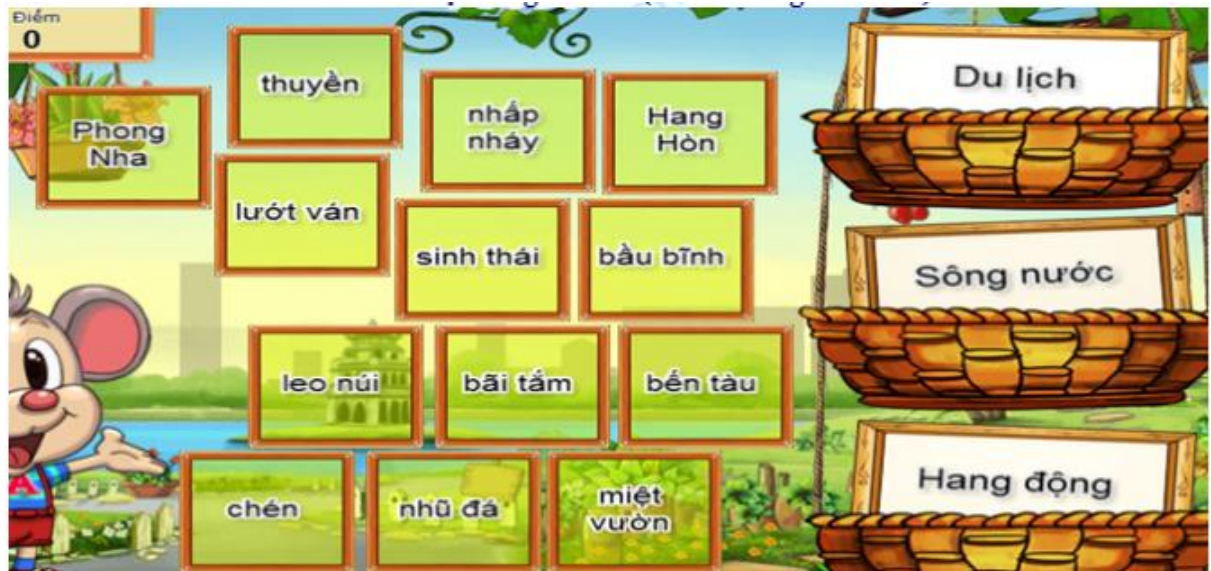 Điểm
0
thuyền
Phong
Nha
nhấp
nháy
Hang
Hòn
lướt ván
sinh thái
bầu bĩnh
leo núi
bãi tắm
bến tàu
chén
nhũ đá
miệt
vườn
Du lịch
Sông nước
Hang động